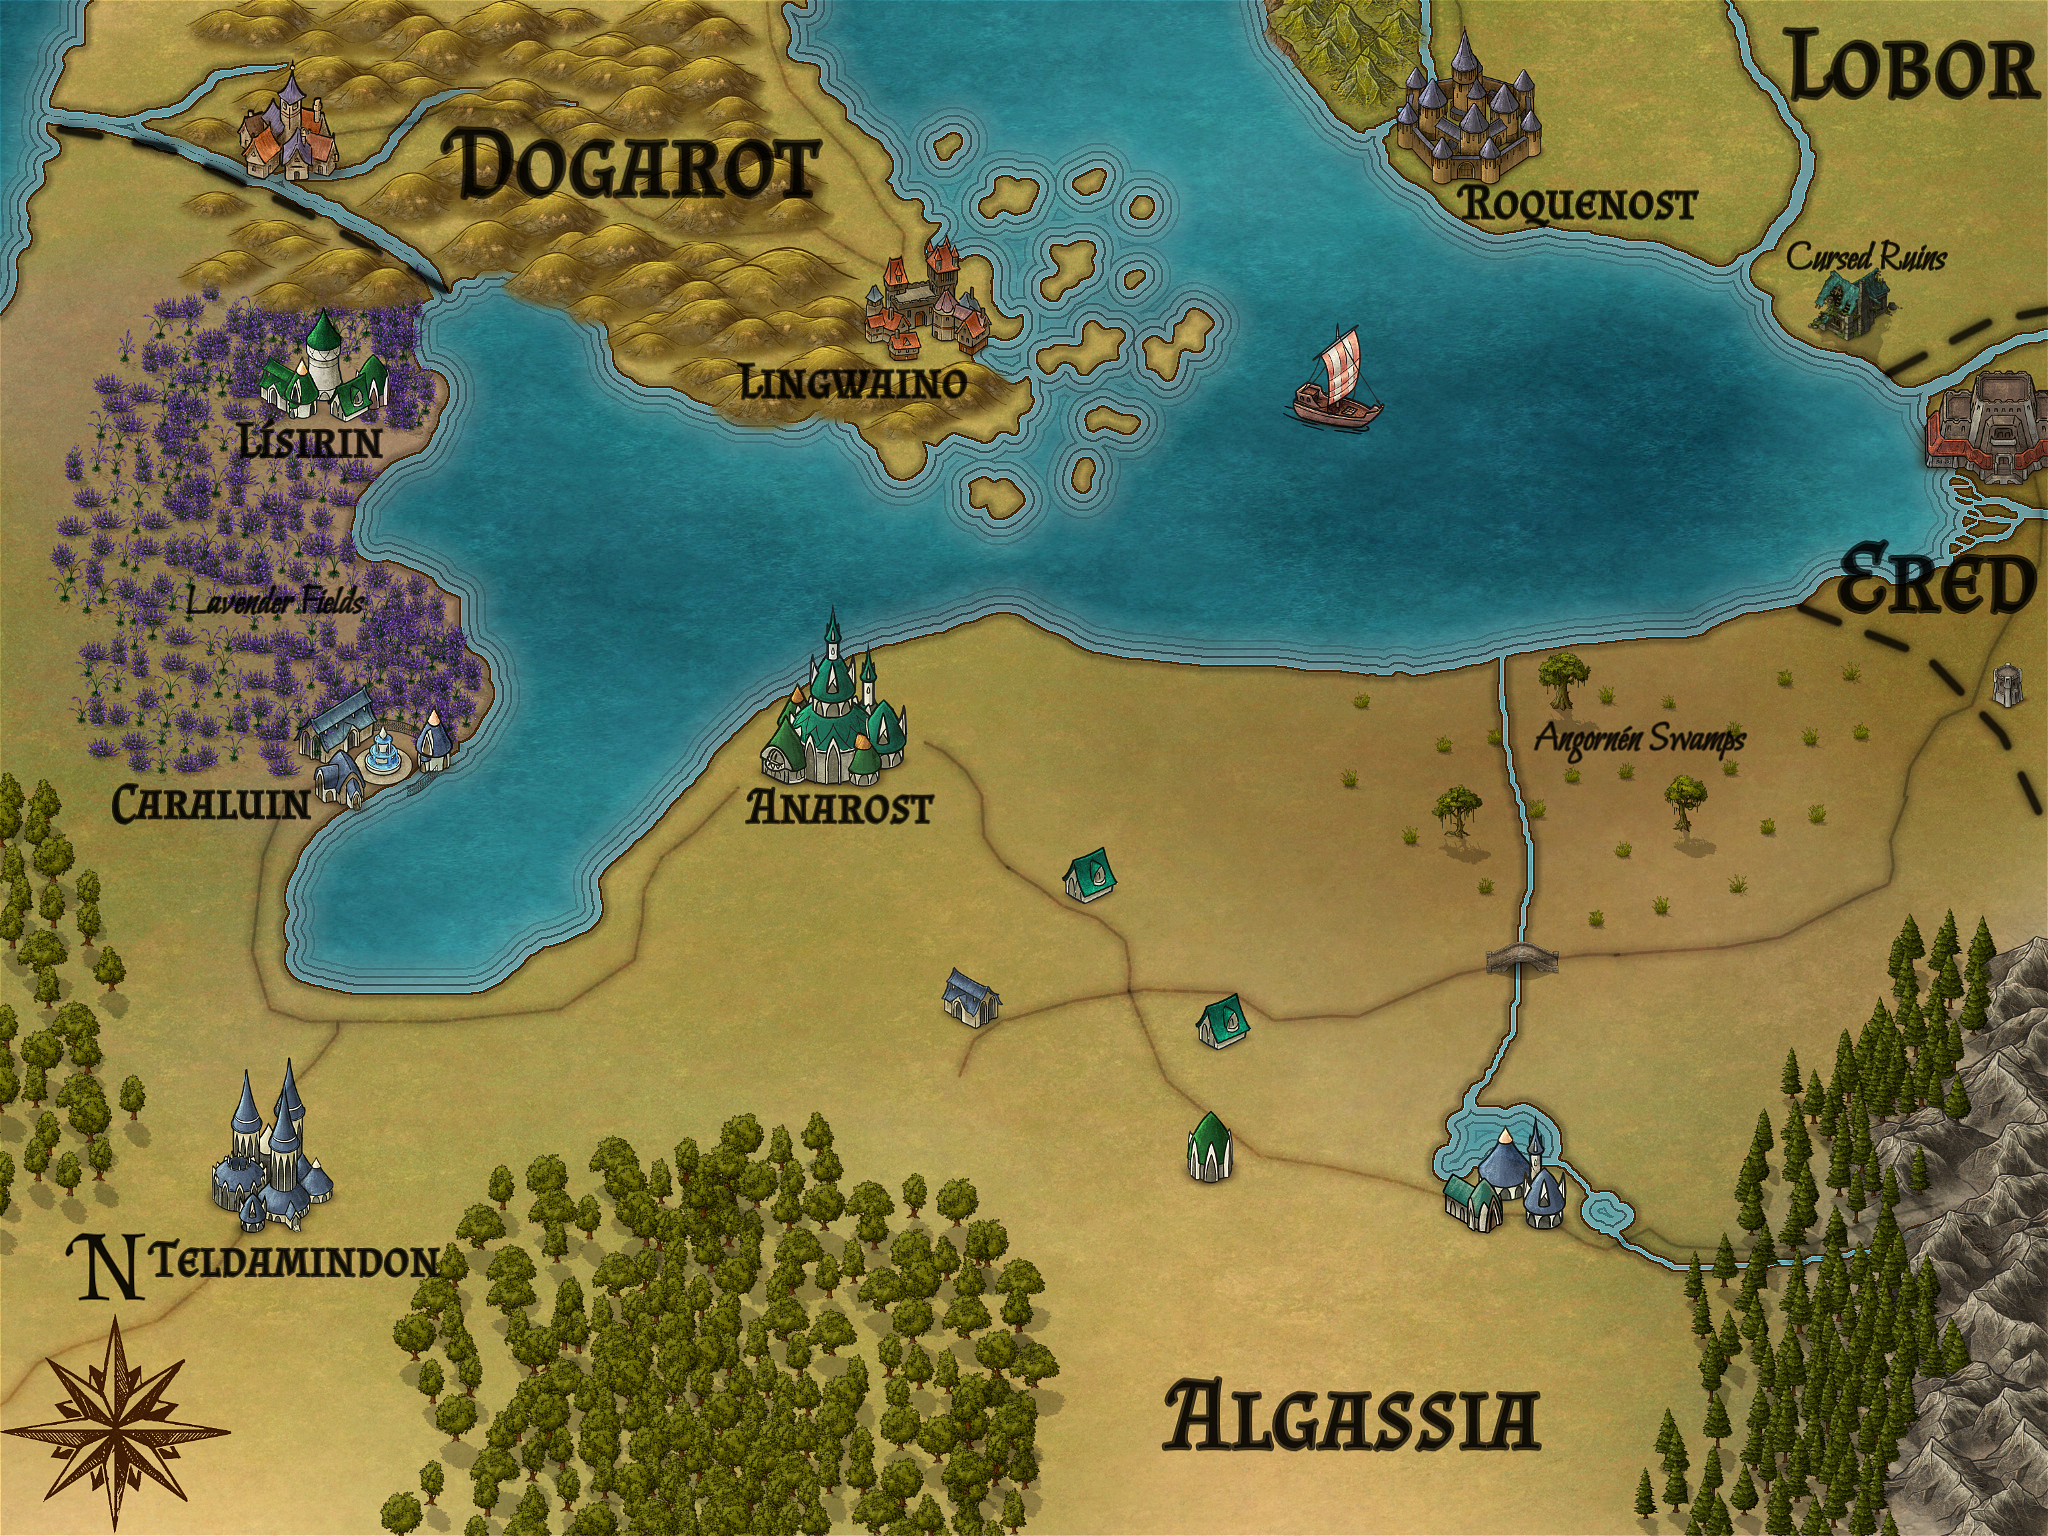 Lobor
Dogarot
Roquenost
Cursed Ruins
Lingwaino
Lísirin
Ered
Lavender Fields
Angornén Swamps
Caraluin
Anarost
N
Teldamindon
Algassia